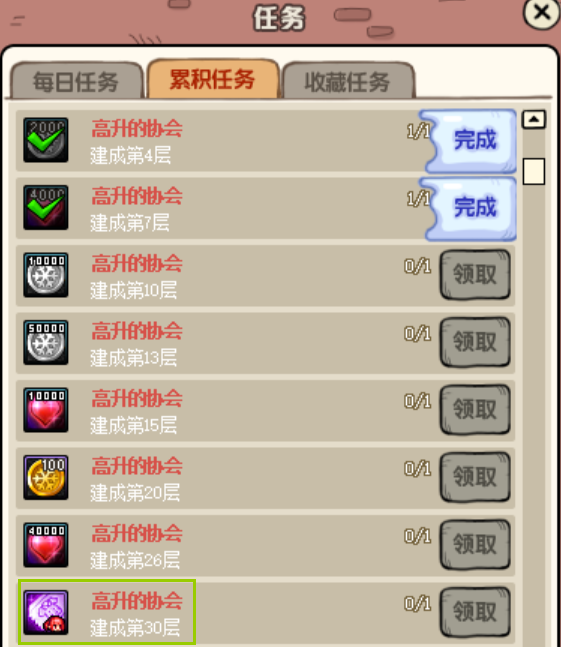 任务
每日任务
累积任务
收藏任务
2000
高升的协会
建成第4层
1/1
完成
4000
高升的协会
建成第7层
1/1
完成
10000
高升的协会
建成第10层
0/1
领取
50000
高升的协会
建成第13层
0/1
领取
10000
高升的协会
建成第15层
0/1
领取
100
高升的协会
建成第20层
0/1
领取
40000
高升的协会
建成第26层
0/1
领取
高升的协会
建成第30层
0/1
领取